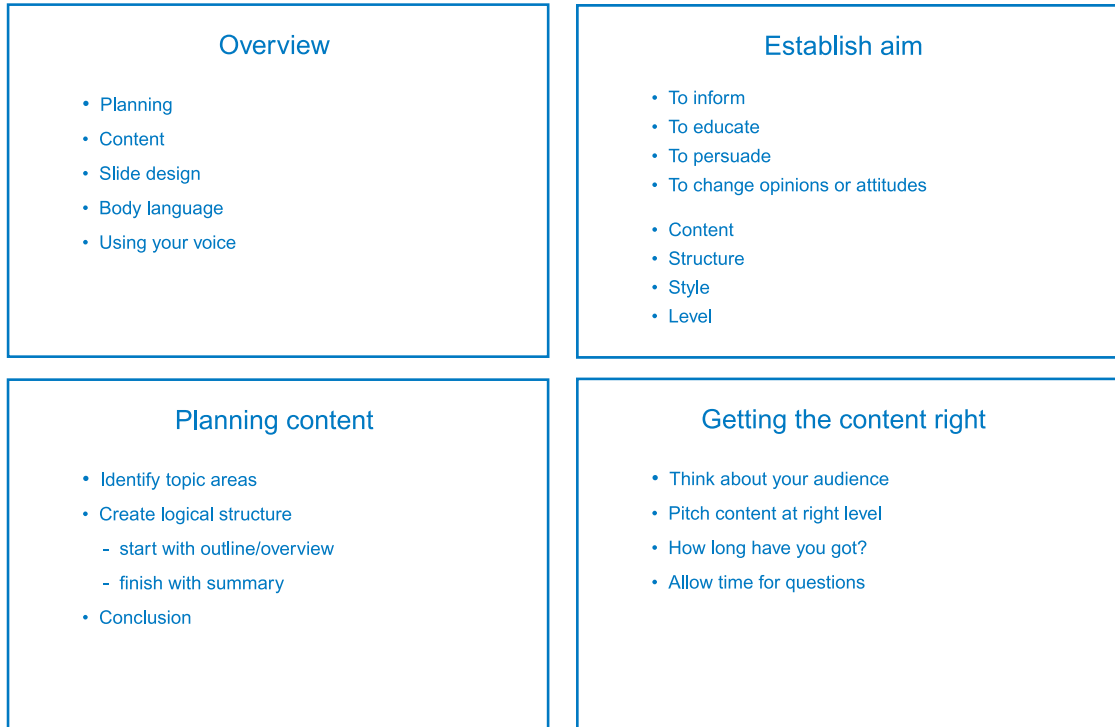 Overview
• Planning
• Content
• Slide design
• Body language
• Using your voice
Establish aim
• To inform
• To educate
• To persuade
• To change opinions or attitudes
• Content
• Structure
• Style
• Level
Planning content
• Identify topic areas
• Create logical structure
- start with outline/overview
- finish with summary
• Conclusion
Getting the content right
• Think about your audience
• Pitch content at right level
• How long have you got?
• Allow time for questions